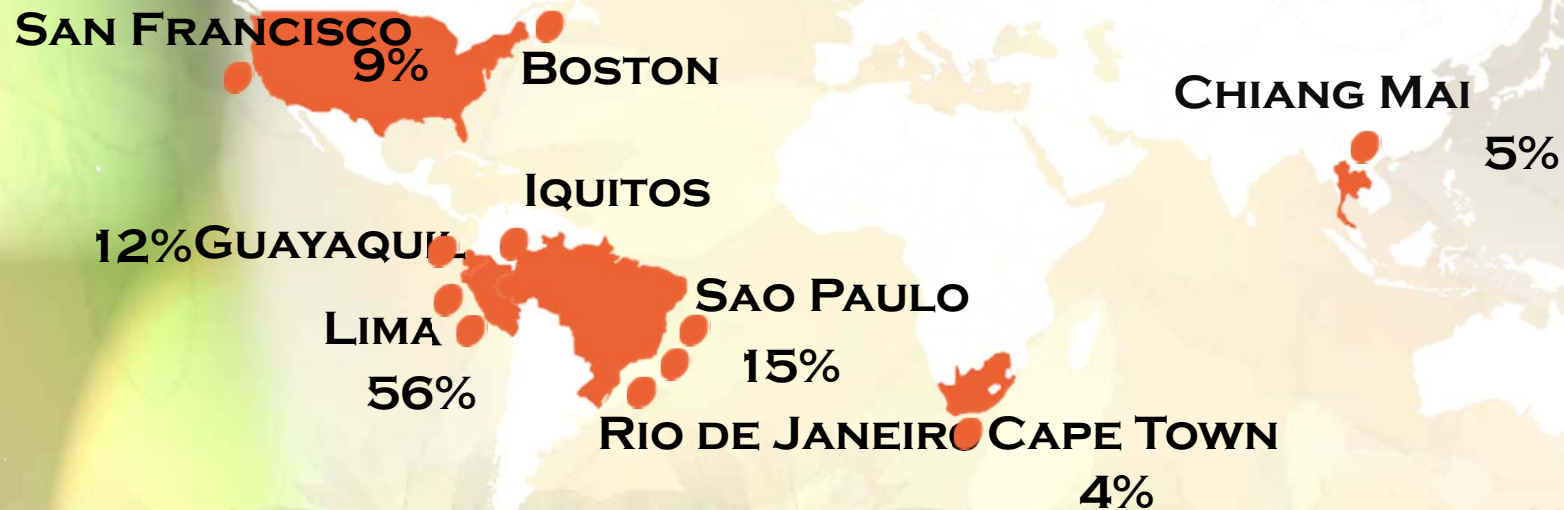 San Francisco
9%
Boston
Chiang Mai
5%
Iquitos
12% Guayaquil
Sao Paulo
Lima
15%
56%
Rio de Janeiro
Cape Town
4%